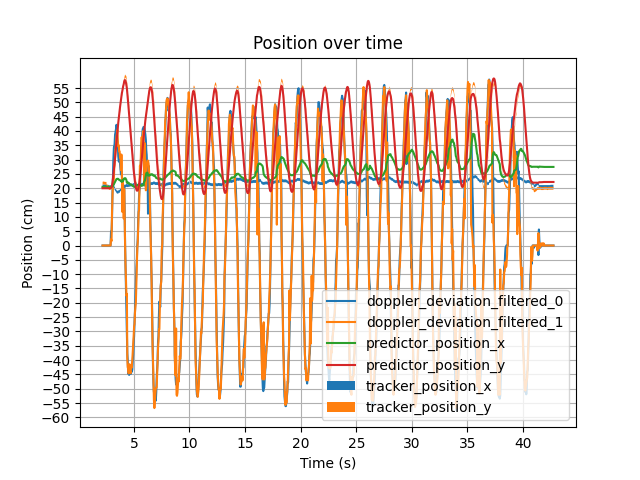 Position over time
Position (cm)
55
50
45
40
35
30
25
20
15
10
5
0
−5
−10
−15
−20
−25
−30
−35
−40
−45
−50
−55
−60
doppler_deviation_filtered_0
doppler_deviation_filtered_1
predictor_position_x
predictor_position_y
tracker_position_x
tracker_position_y
5 10 15 20 25 30 35 40
Time (s)